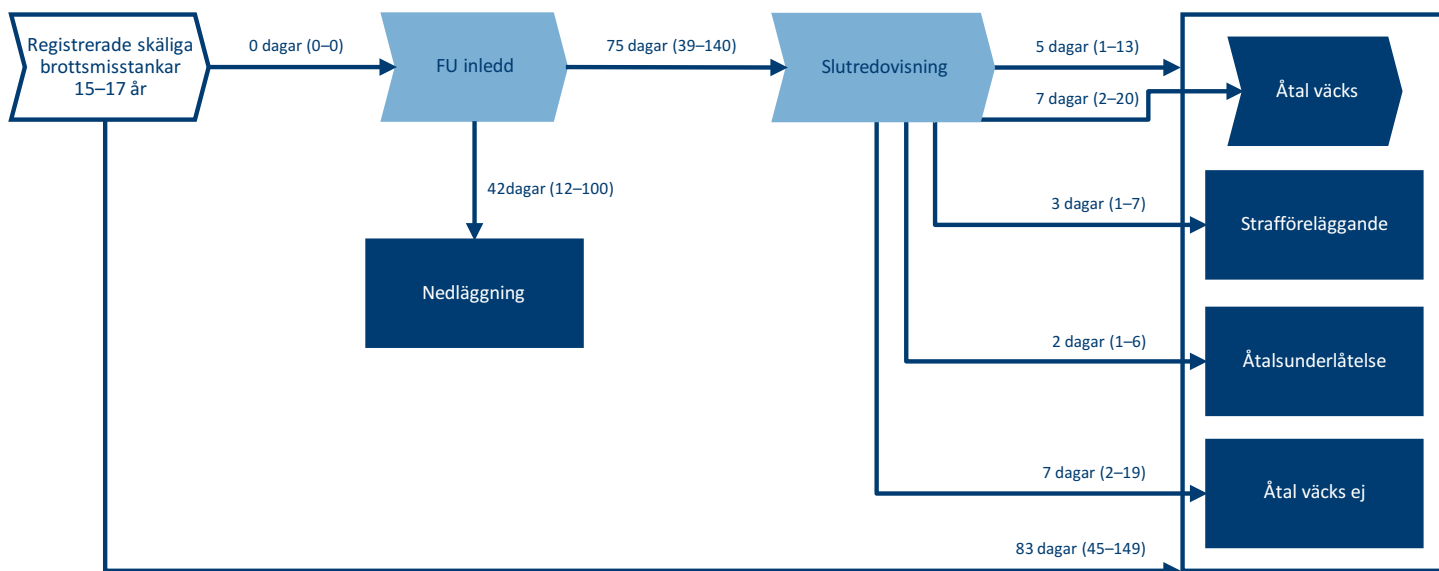 Registrerade skäliga
brottsmisstankar
15–17 år
0 dagar (0–0)
FU inledd
75 dagar (39–140)
Slutredovisning
5 dagar (1–13)
7 dagar (2–20)
Åtal väcks
42dagar (12–100)
Nedläggning
3 dagar (1–7)
Strafföreläggande
2 dagar (1–6)
Åtalsunderlåtelse
7 dagar (2–19)
Åtal väcks ej
83 dagar (45–149)